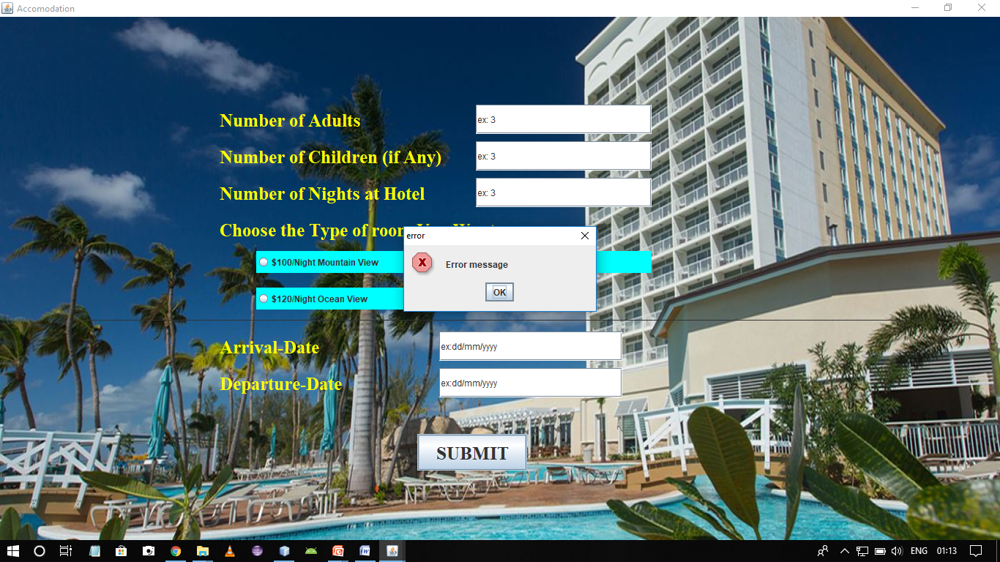 Accomodation
Number of Adults
ex: 3
Number of Children (if Any)
ex: 3
Number of Nights at Hotel
ex: 3
Choose the Type of room
error
$100/Night Mountain View
Error message
OK
$120/Night Ocean View
Arrival-Date
ex:dd/mm/yyyy
Departure-Date
ex:dd/mm/yyyy
SUBMIT
ENG
01:13